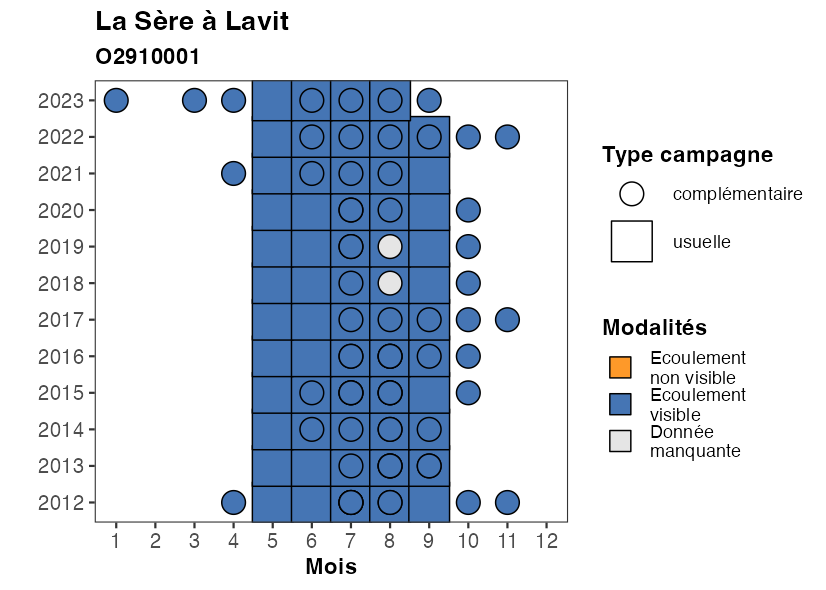 La Sère à Lavit
O2910001
2023
2022
2021
2020
2019
2018
2017
2016
2015
2014
2013
2012
1 2 3 4 5 6 7 8 9 10 11 12
Mois
Type campagne
complémentaire
usuelle
Modalités
Ecoulement
non visible
Ecoulement
visible
Donnée
manquante